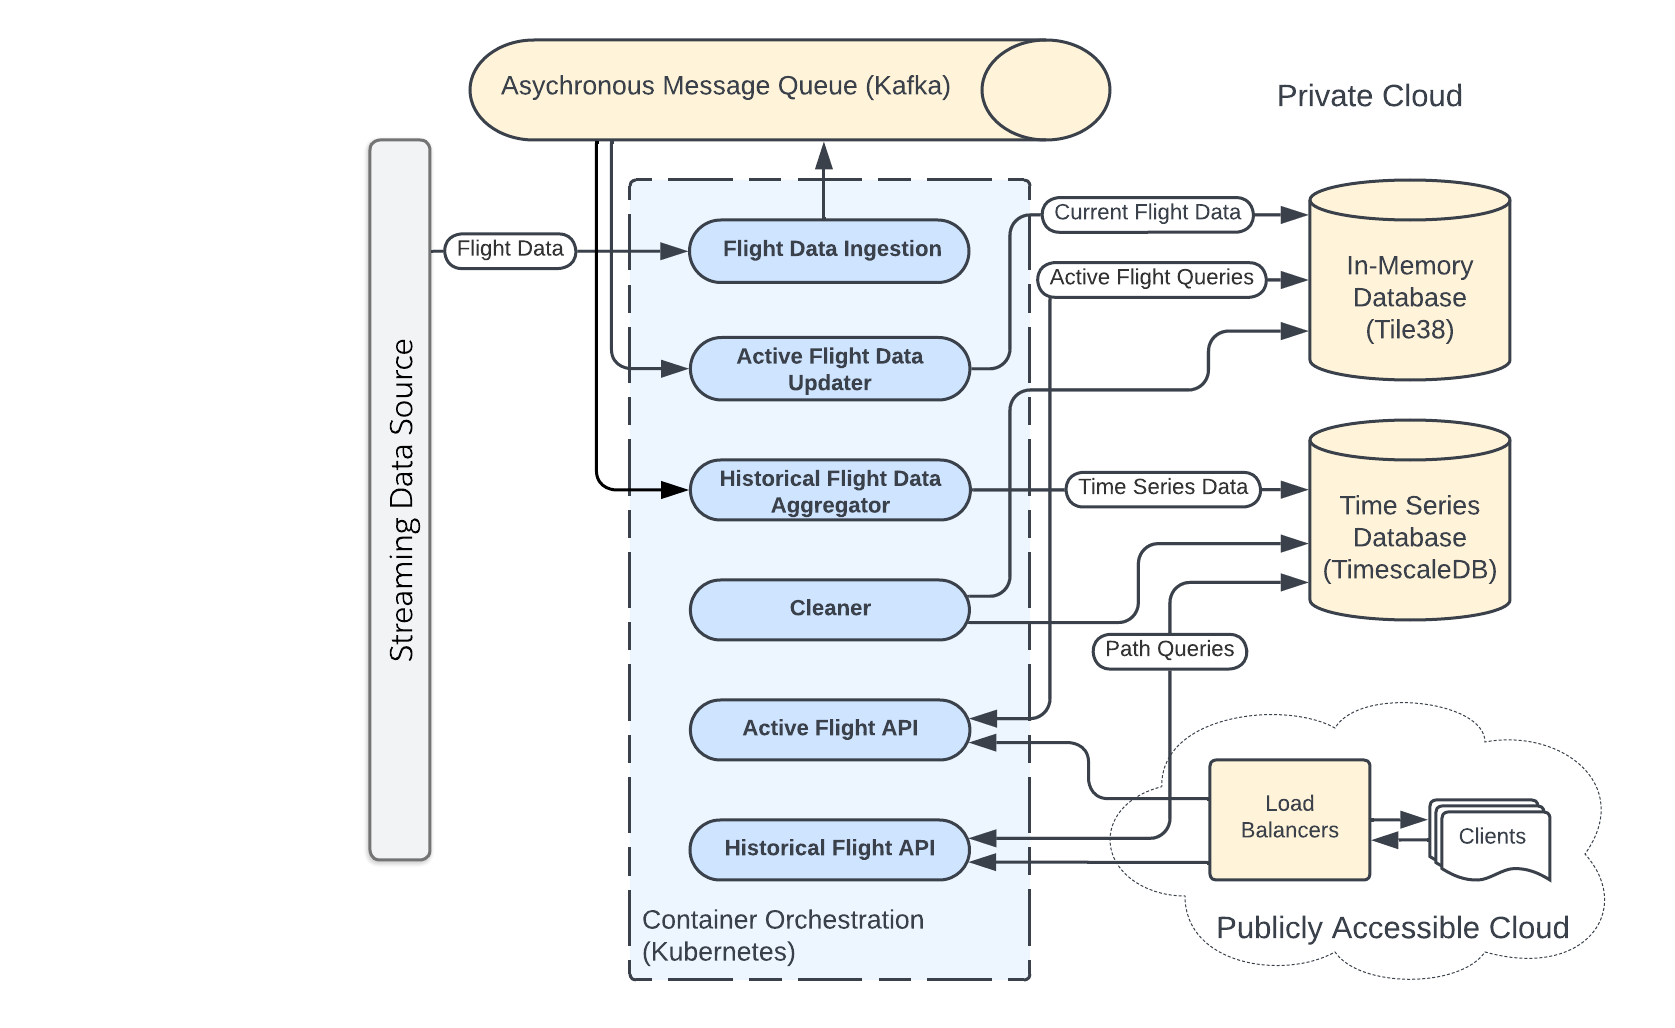 Asychronous Message Queue (Kafka)
Private Cloud
Streaming Data Source
Flight Data
Flight Data Ingestion
Current Flight Data
Active Flight Queries
In-Memory
Database
(Tile38)
Active Flight Data
Updater
Historical Flight Data
Aggregator
Time Series Data
Time Series
Database
(TimescaleDB)
Cleaner
Path Queries
Active Flight API
Historical Flight API
Load
Balancers
Clients
Container Orchestration
(Kubernetes)
Publicly Accessible Cloud